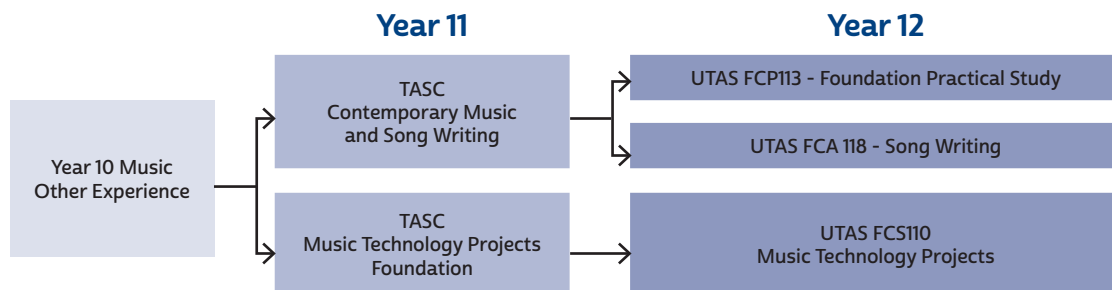 Year 11
Year 12
Year 10 Music
Other Experience
TASC
Contemporary Music
and Song Writing
TASC
Music Technology Projects
Foundation
UTAS FCP113 - Foundation Practical Study
UTAS FCA 118 - Song Writing
UTAS FCS110
Music Technology Projects